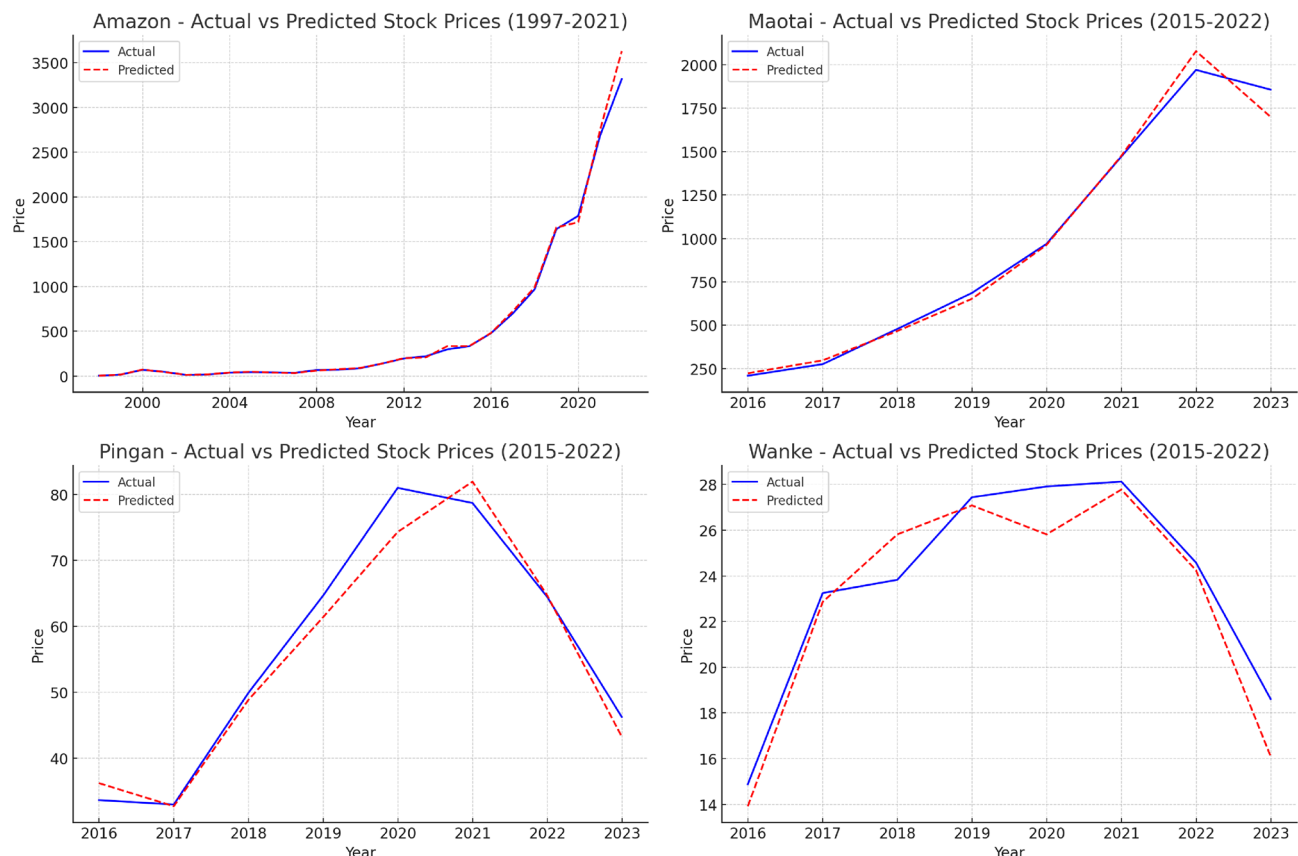 Amazon - Actual vs Predicted Stock Prices (1997-2021)
Actual
Predicted
3500
3000
2500
2000
1500
1000
500
0
Price
2000 2004 2008 2012 2016 2020
Year
Maotai - Actual vs Predicted Stock Prices (2015-2022)
Actual
Predicted
2000
1750
1500
1250
1000
750
500
250
Price
2016 2017 2018 2019 2020 2021 2022 2023
Year
Pingan - Actual vs Predicted Stock Prices (2015-2022)
Actual
Predicted
80
70
60
50
40
Price
2016 2017 2018 2019 2020 2021 2022 2023
Year
Wanke - Actual vs Predicted Stock Prices (2015-2022)
Actual
Predicted
28
26
24
22
20
18
16
14
Price
2016 2017 2018 2019 2020 2021 2022 2023
Year